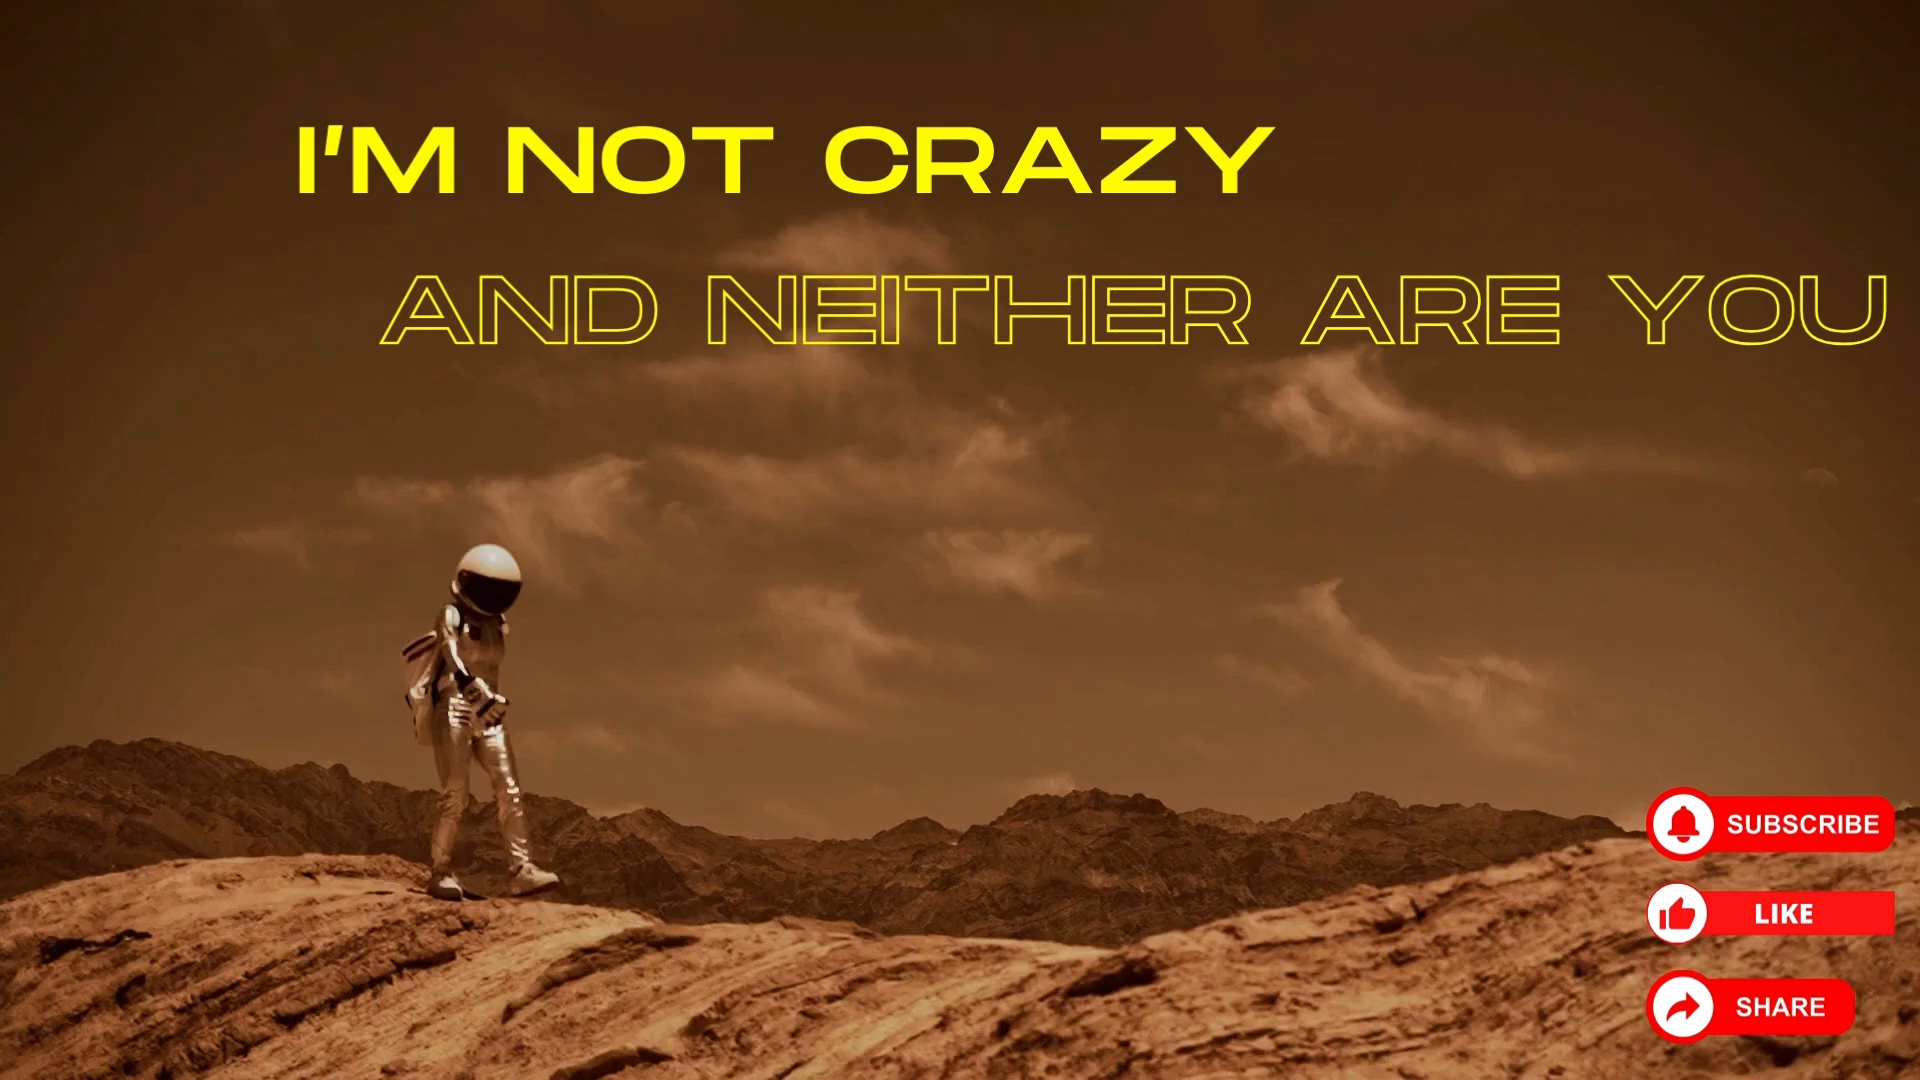 I'M NOT CRAZY
AND NEITHER ARE YOU
SUBSCRIBE
LIKE
SHARE